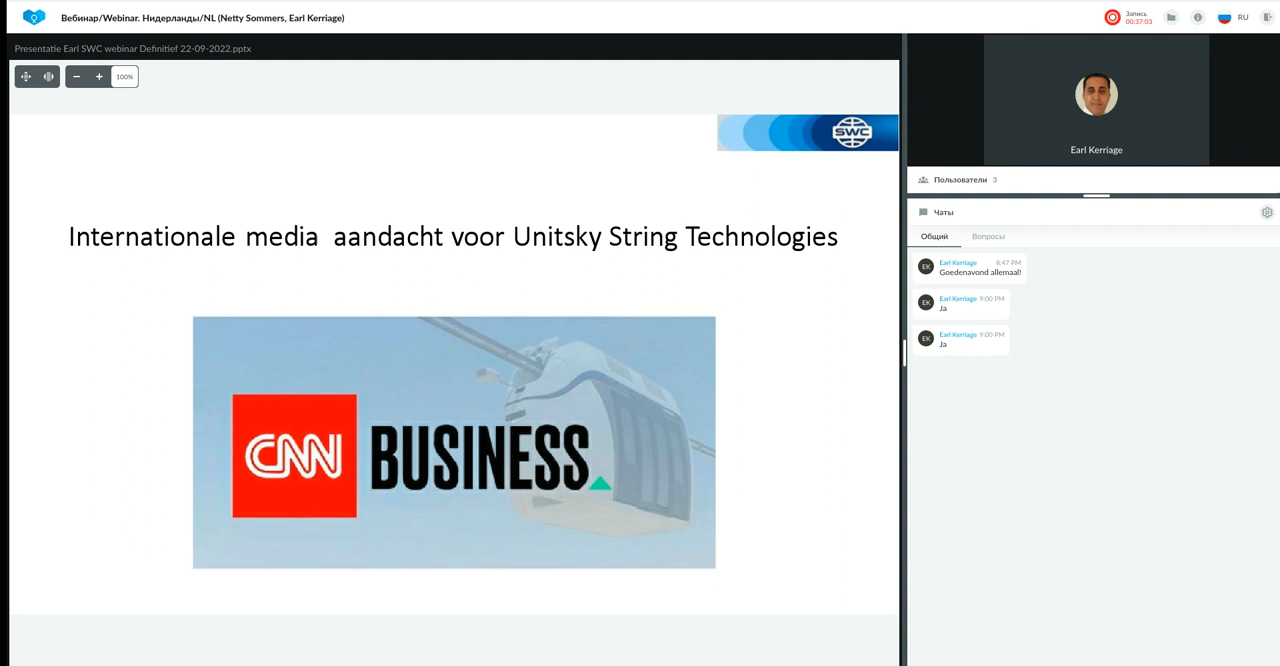 Вебинар/Webinar. Нидерланды/NL (Netty Sommers, Earl Kerriage)
Запись
00:37:03
RU
Presentatie Earl SWC webinar Definitief 22-09-2022.pptx
100%
SWC
Internationale media aandacht voor Unitsky String Technologies
CNN BUSINESS
Earl Kerriage
Пользователи 3
Чаты
Общий Вопросы
EK Earl Kerriage 8:47 PM
Goedenavond allemaal!
EK Earl Kerriage 9:00 PM
Ja
EK Earl Kerriage 9:00 PM
Ja